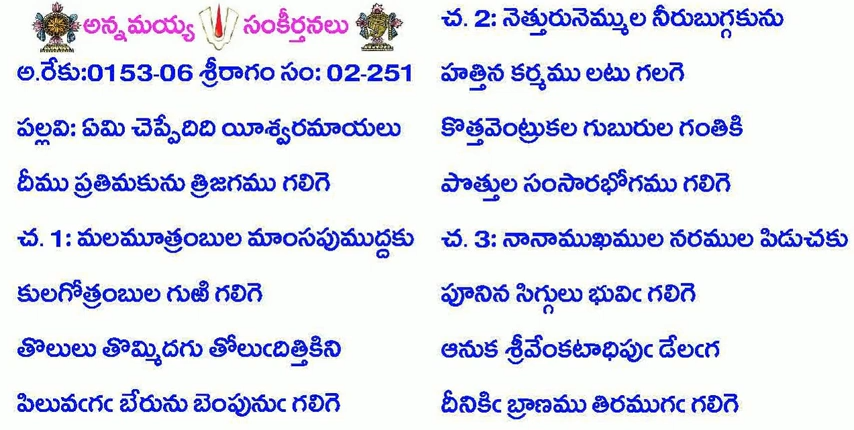 అన్నమయ్య సంకీర్తనలు
అ.రేకు:0153-06 శ్రీరాగం సం: 02-251
పల్లవి: ఏమి చెప్పేదిది యీశ్వరమాయలు
దీము ప్రతిమకును త్రిజగము గలిగె
చ. 1: మలమూత్రంబుల మాంసపుముద్దకు
కులగోత్రంబుల గుఱి గలిగె
తొలులు తొమ్మిదగు తోలుఁదిత్తికిని
పిలువఁగఁ బేరును బెంపునుఁ గలిగె
చ. 2: నెత్తురునెమ్ముల నీరుబుగ్గకును
హత్తిన కర్మము లటు గలగె
కొత్తవెంట్రుకల గుబురుల గంతికి
పొత్తుల సంసారభోగము గలిగె
చ. 3: నానాముఖముల నరముల పిడుచకు
పూనిన సిగ్గులు భువిఁ గలిగె
ఆనుక శ్రీవేంకటాధిపుఁ డేలఁగ
దీనికిఁ బ్రాణము తిరముగఁ గలిగె